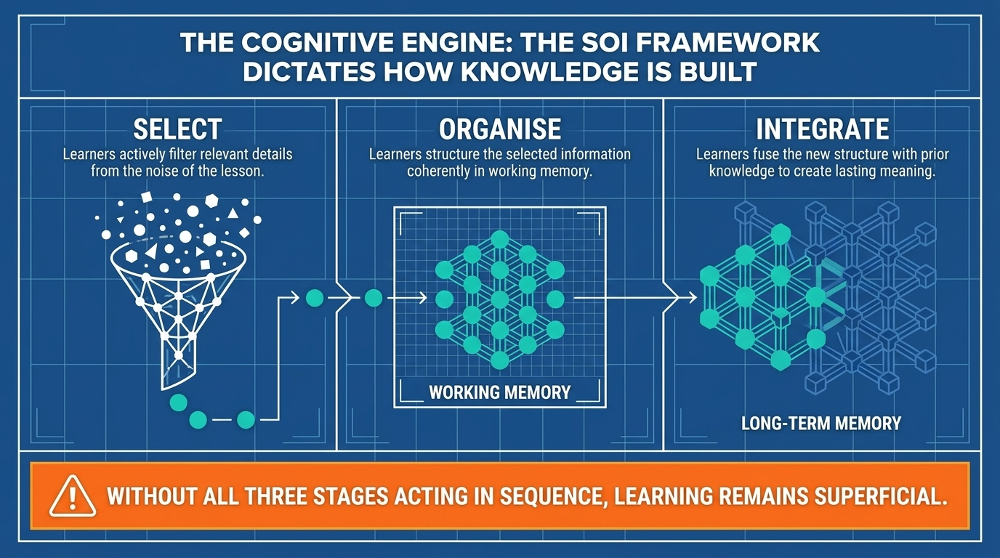 THE COGNITIVE ENGINE: THE SOI FRAMEWORK
DICTATES HOW KNOWLEDGE IS BUILT
SELECT
Learners actively filter relevant details
from the noise of the lesson.
ORGANISE
Learners structure the selected information
coherently in working memory.
WORKING MEMORY
INTEGRATE
Learners fuse the new structure with prior
knowledge to create lasting meaning.
LONG-TERM MEMORY
WITHOUT ALL THREE STAGES ACTING IN SEQUENCE, LEARNING REMAINS SUPERFICIAL.